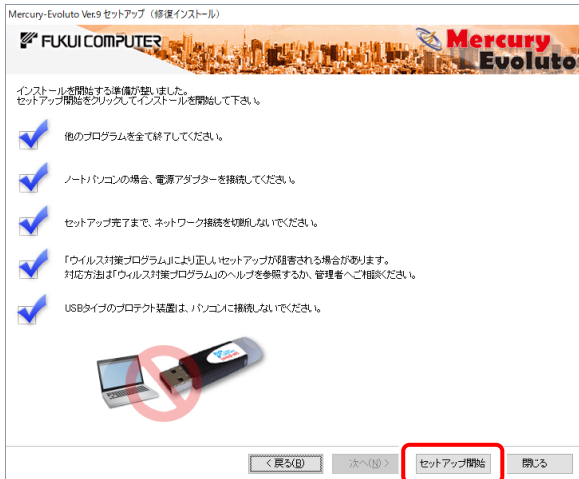 Mercury-Evoluto Ver.9 セットアップ（修復インストール）
FUKUI COMPUTER
Mercury
Evoluto
インストールを開始する準備が整いました。
セットアップ開始をクリックしてインストールを開始して下さい。
他のプログラムを全て終了してください。
ノートパソコンの場合、電源アダプターを接続してください。
セットアップ完了まで、ネットワーク接続を切断しないでください。
「ウイルス対策プログラム」により正しいセットアップが阻害される場合があります。
対応方法は「ウィルス対策プログラム」のヘルプを参照するか、管理者へご相談ください。
USBタイプのプロテクト装置は、パソコンに接続しないでください。
< 戻る(B)
次へ(N) >
セットアップ開始
閉じる